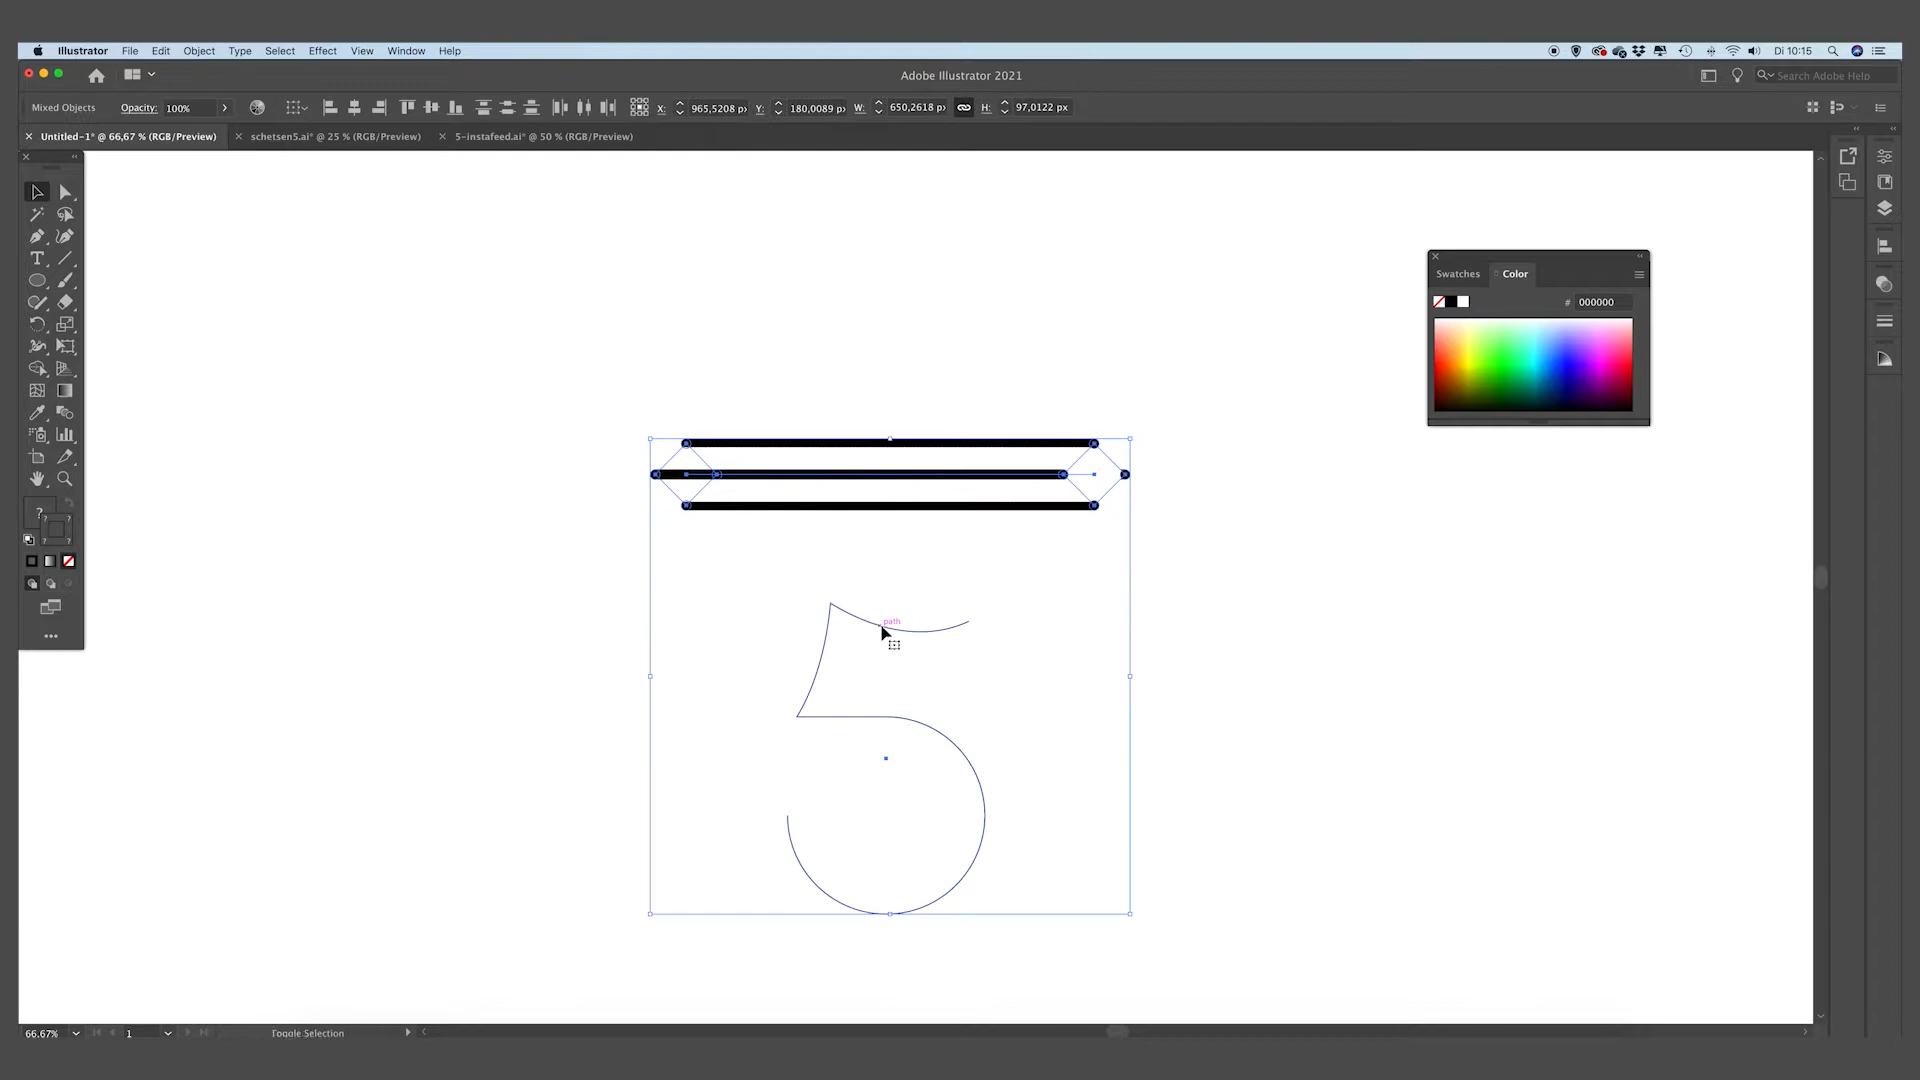 Illustrator File Edit Object Type Select Effect View Window Help Di 10:15
Adobe Illustrator 2021 Search Adobe Help
Mixed Objects Opacity: 100% X: 965,5208 p› Y: 180,0089 p› W: 650,2618 p› H: 97,0122 px
Untitled-1* @ 66,67 % (RGB/Preview) schetsen5.ai* @ 25 % (RGB/Preview) 5-instafeed.ai* @ 50 % (RGB/Preview)
Swatches Color
# 000000
? ? ?
? ?
path
66.67% 1 Toggle Selection